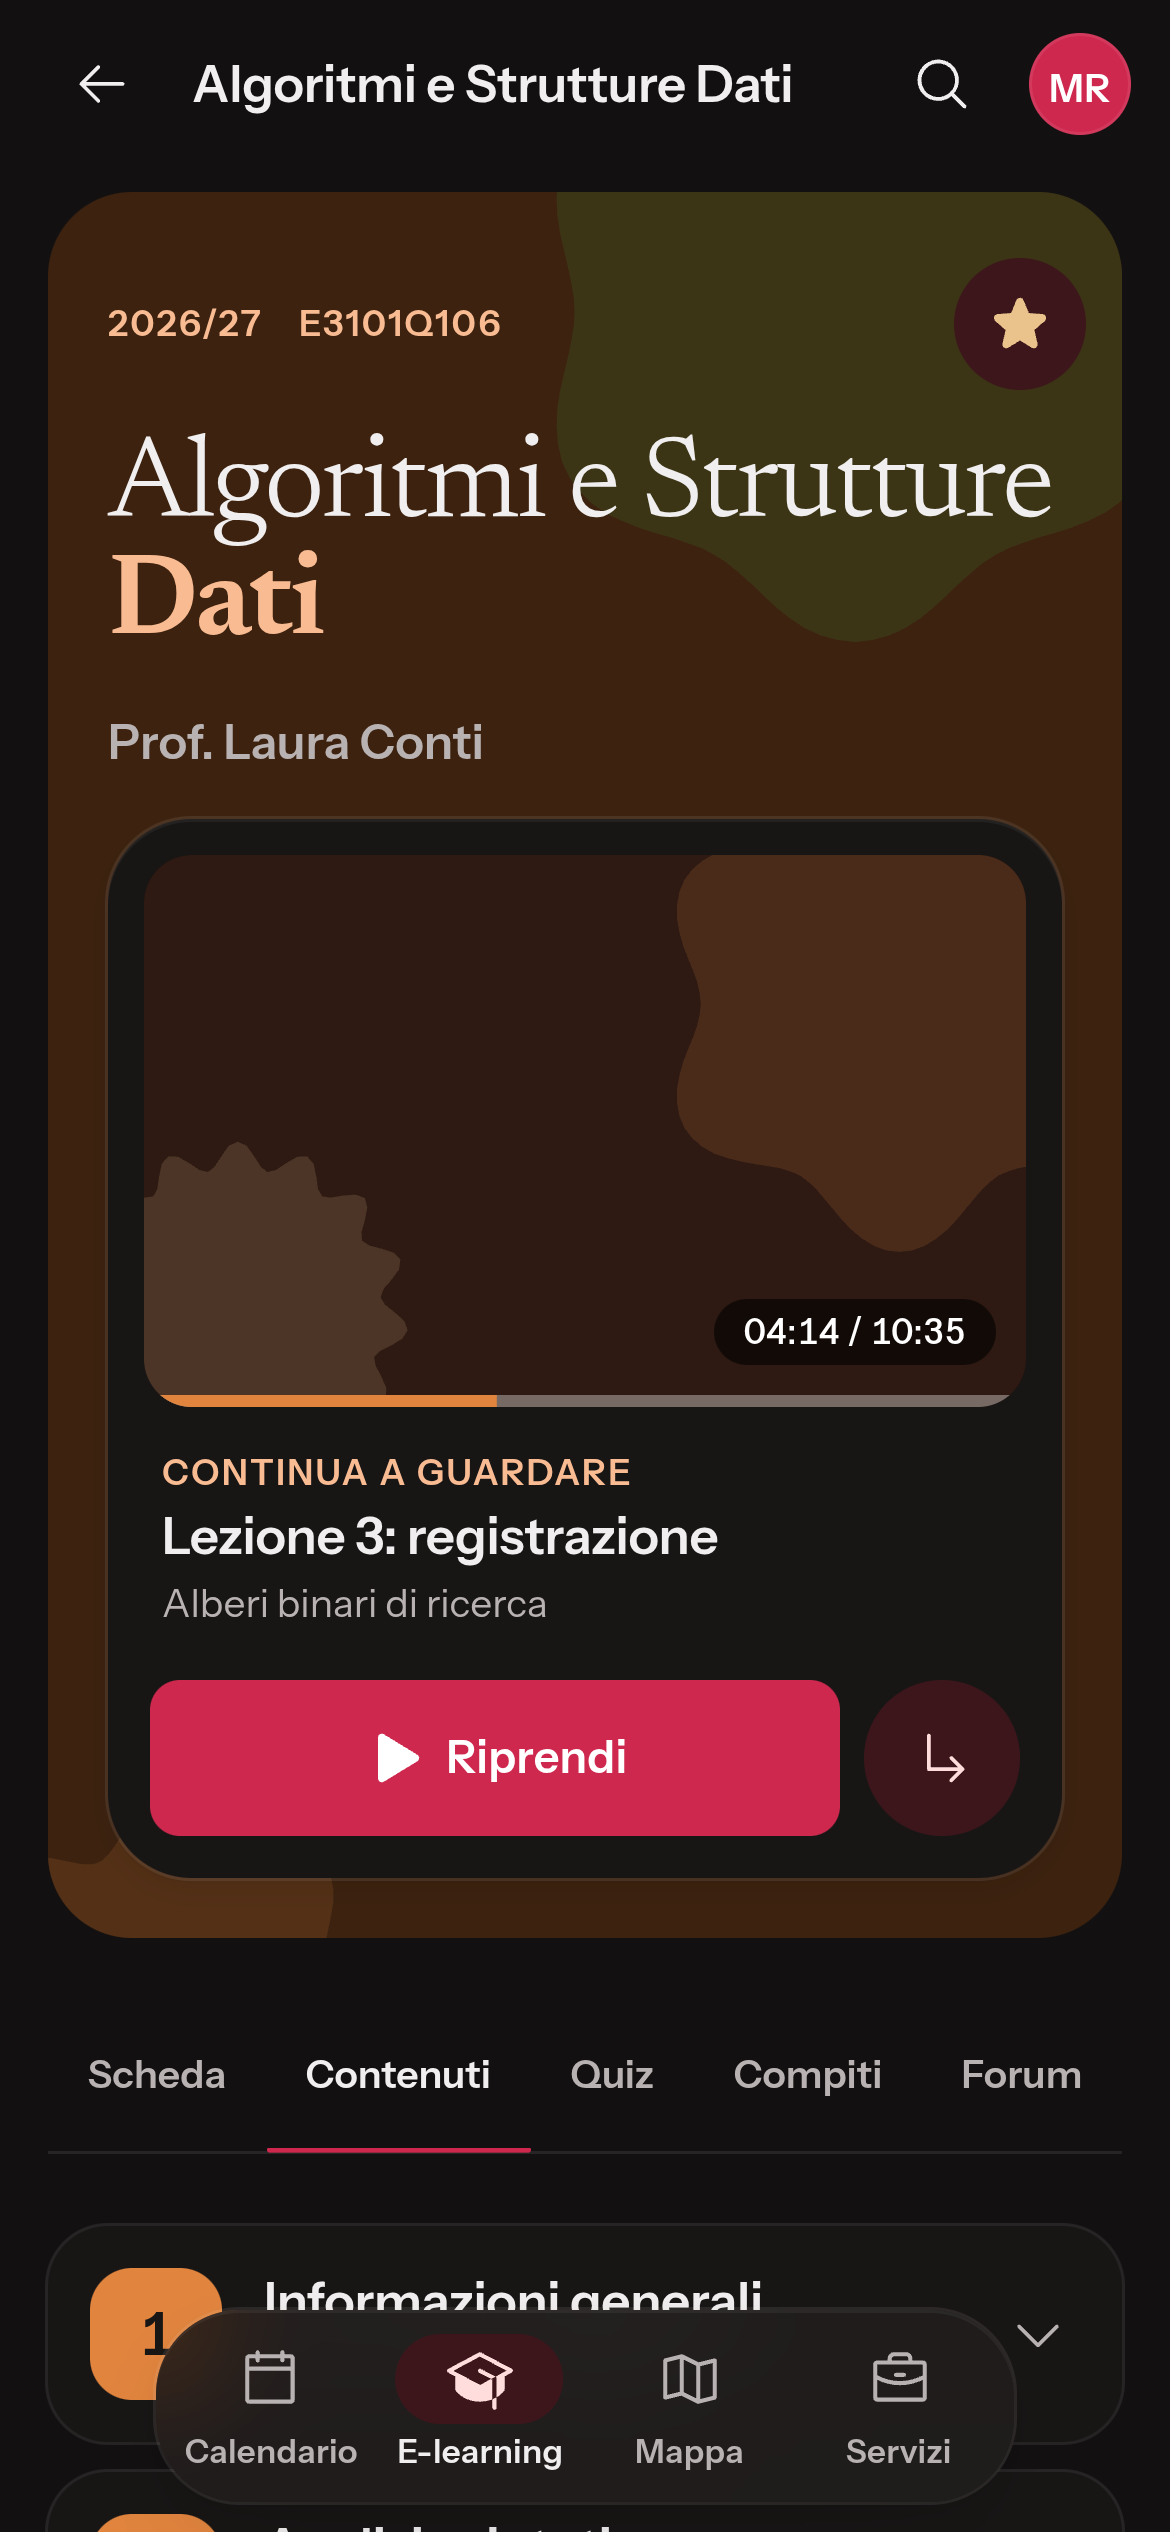 Algoritmi e Strutture Dati
MR
2026/27 E3101Q106
Algoritmi e Strutture
Dati
Prof. Laura Conti
04:14 / 10:35
CONTINUA A GUARDARE
Lezione 3: registrazione
Alberi binari di ricerca
Riprendi
Scheda Contenuti Quiz Compiti Forum
1 Informazioni generali
Calendario E-learning Mappa Servizi